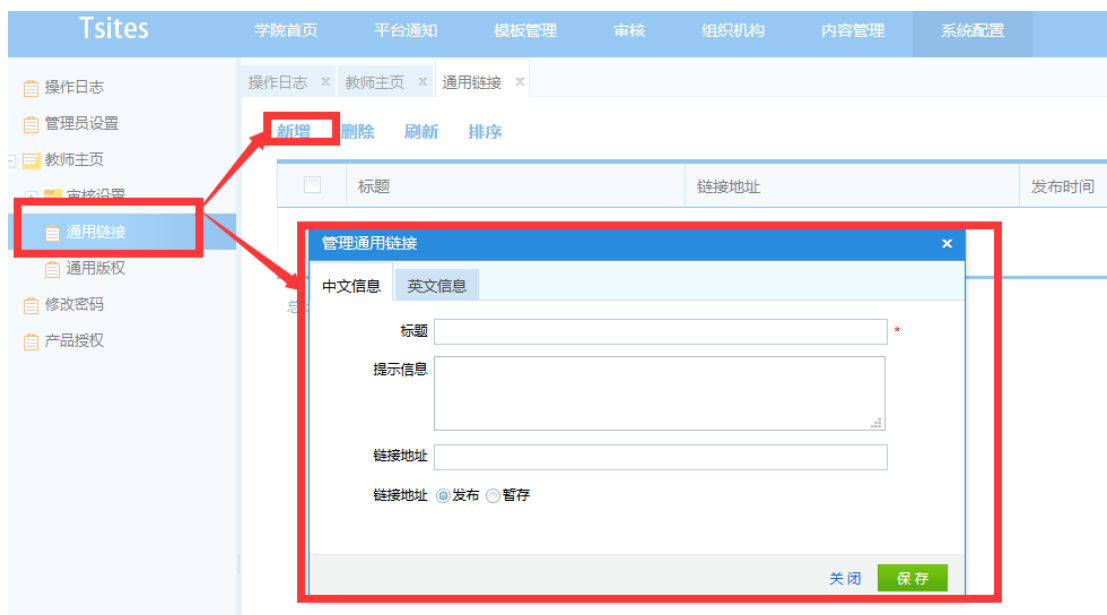 Tsites 学院首页 平台通知 模板管理 审核 组织机构 内容管理 系统配置
操作日志 × 教师主页 × 通用链接 ×
操作日志
管理员设置
教师主页
审核设置
通用链接
通用版权
修改密码
产品授权
新增 删除 刷新 排序
标题 链接地址 发布时间
管理通用链接 ×
中文信息 英文信息
标题 *
提示信息
链接地址
链接地址 发布 暂存
关闭 保存